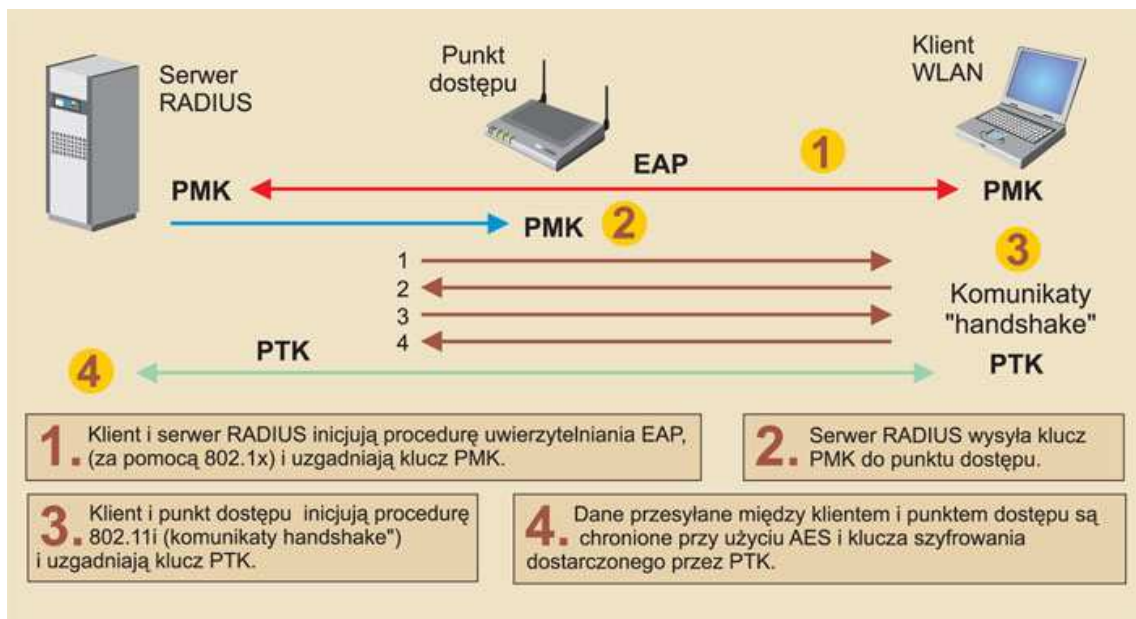 Serwer
RADIUS
Punkt
dostępu
Klient
WLAN
EAP
1
PMK
PMK
PMK
2
3
1
2
3
4
Komunikaty
"handshake"
PTK
PTK
4
1. Klient i serwer RADIUS inicjują procedurę uwierzytelniania EAP,
(za pomocą 802.1x) i uzgadniają klucz PMK.
2. Serwer RADIUS wysyła klucz
PMK do punktu dostępu.
3. Klient i punkt dostępu inicjują procedurę
802.11i (komunikaty handshake")
i uzgadniają klucz PTK.
4. Dane przesyłane między klientem i punktem dostępu są
chronione przy użyciu AES i klucza szyfrowania
dostarczonego przez PTK.